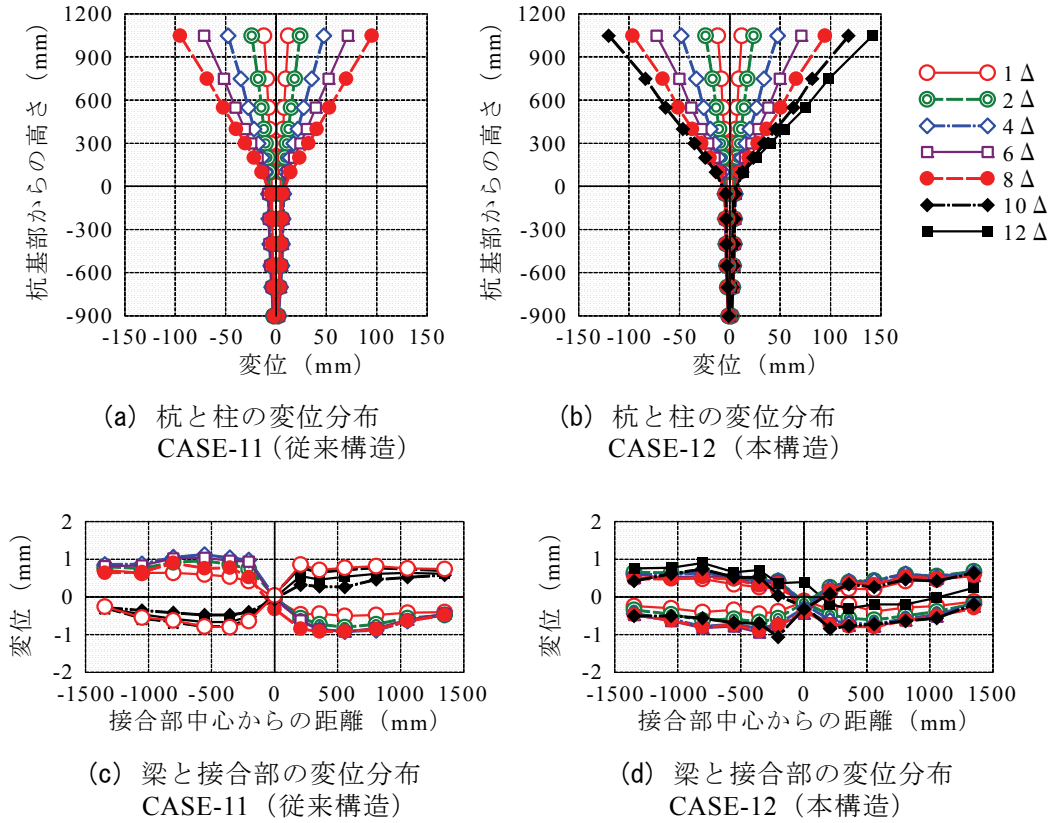 杭基部からの高さ（mm）
1200
900
600
300
0
-300
-600
-900
-150 -100 -50 0 50 100 150
変位（mm）
(a) 杭と柱の変位分布
CASE-11（従来構造）
杭基部からの高さ（mm）
1200
900
600
300
0
-300
-600
-900
-150 -100 -50 0 50 100 150
変位（mm）
(b) 杭と柱の変位分布
CASE-12（本構造）
1 Δ
2 Δ
4 Δ
6 Δ
8 Δ
10 Δ
12 Δ
変位（mm）
2
1
0
-1
-2
-1500 -1000 -500 0 500 1000 1500
接合部中心からの距離（mm）
(c) 梁と接合部の変位分布
CASE-11（従来構造）
変位（mm）
2
1
0
-1
-2
-1500 -1000 -500 0 500 1000 1500
接合部中心からの距離（mm）
(d) 梁と接合部の変位分布
CASE-12（本構造）